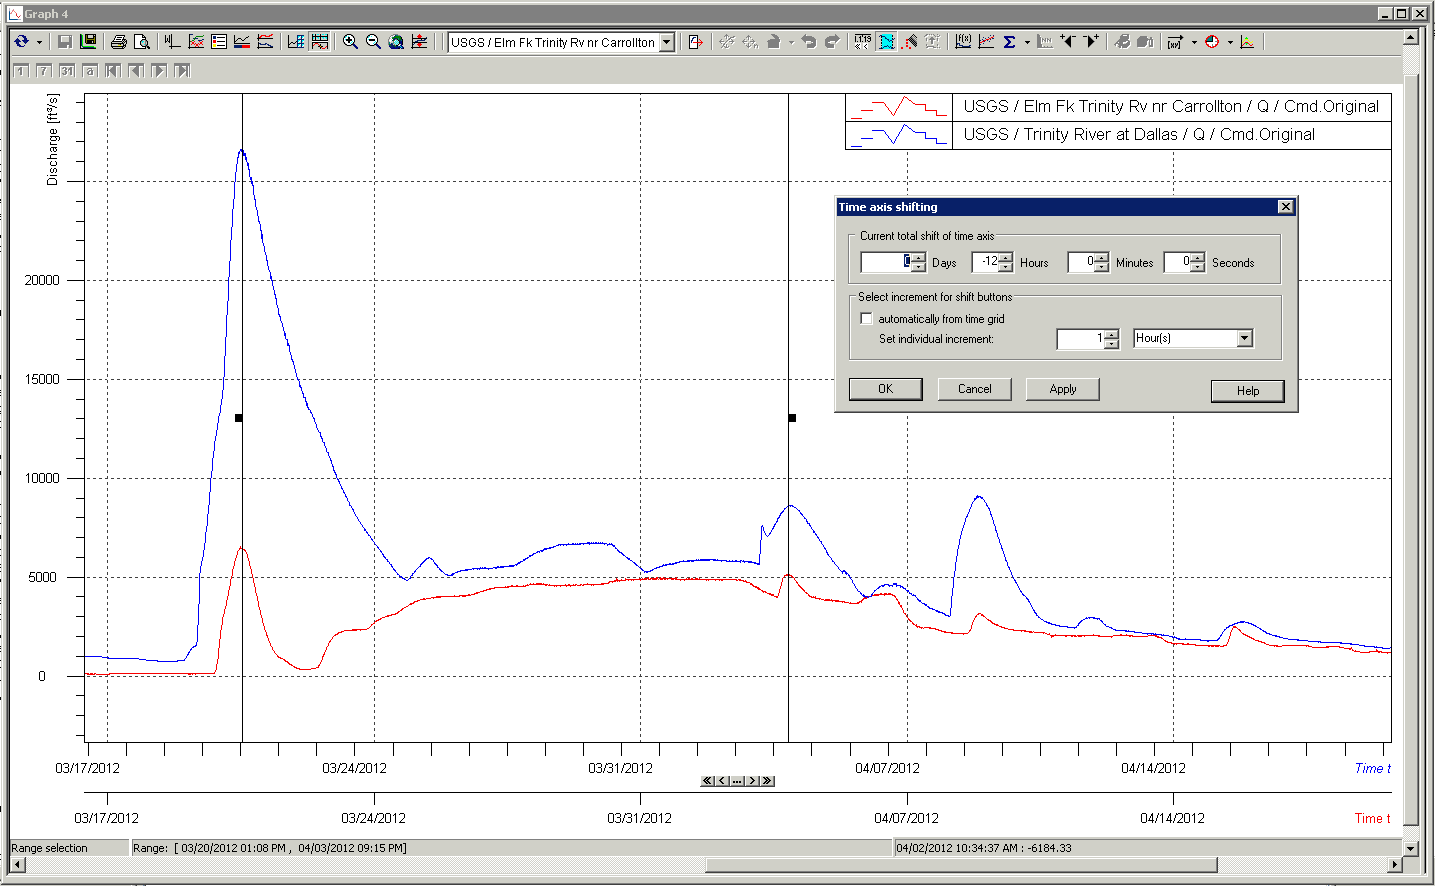 Graph 4
USGS / Elm Fk Trinity Rv nr Carrollton
1 7 31 a
Discharge [ft³/s]
USGS / Elm Fk Trinity Rv nr Carrollton / Q / Cmd.Original
USGS / Trinity River at Dallas / Q / Cmd.Original
Time axis shifting
Current total shift of time axis
0 Days -12 Hours 0 Minutes 0 Seconds
Select increment for shift buttons
automatically from time grid
Set individual increment: 1 Hour(s)
OK Cancel Apply Help
20000
15000
10000
5000
0
03/17/2012 03/24/2012 03/31/2012 04/07/2012 04/14/2012 Time t
03/17/2012 03/24/2012 03/31/2012 04/07/2012 04/14/2012 Time t
Range selection Range: [ 03/20/2012 01:08 PM , 04/03/2012 09:15 PM] 04/02/2012 10:34:37 AM : -6184.33